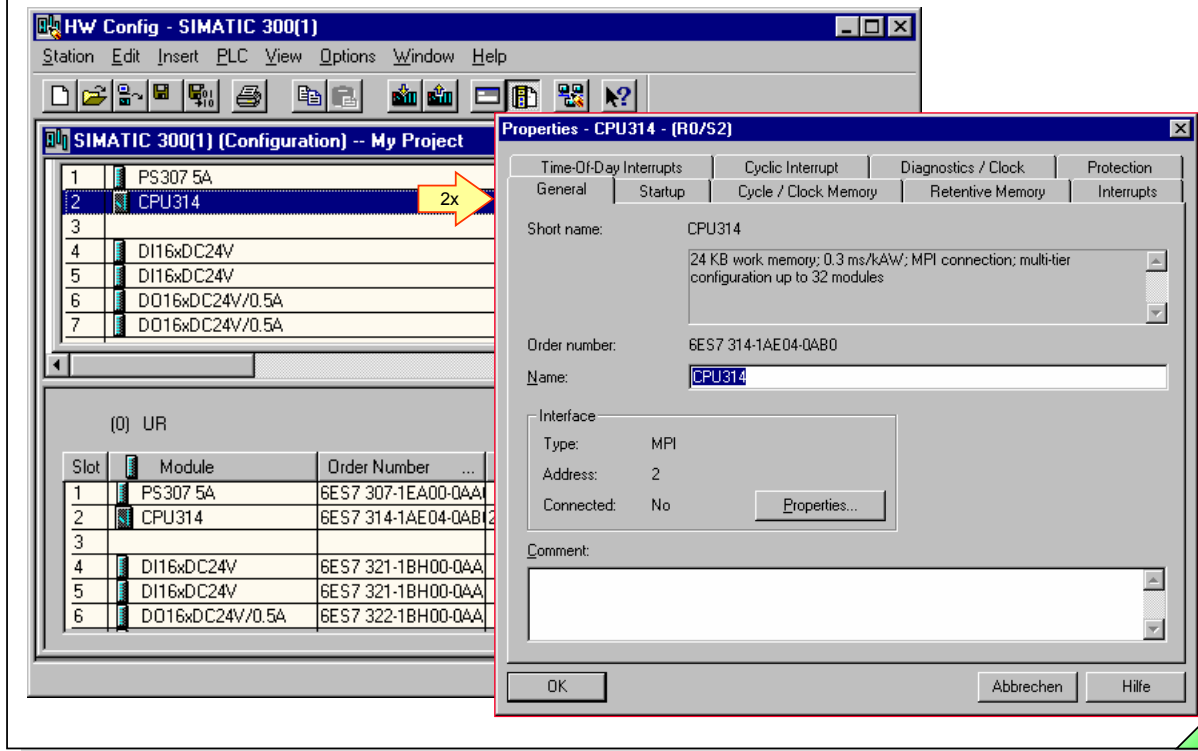 HW Config - SIMATIC 300(1)
Station Edit Insert PLC View Options Window Help
SIMATIC 300(1) (Configuration) -- My Project
1 PS307 5A
2 CPU314
3
4 DI16xDC24V
5 DI16xDC24V
6 DO16xDC24V/0.5A
7 DO16xDC24V/0.5A
2x
(0) UR
Slot Module Order Number ...
1 PS307 5A 6ES7 307-1EA00-0AA
2 CPU314 6ES7 314-1AE04-0AB 2
3
4 DI16xDC24V 6ES7 321-1BH00-0AA
5 DI16xDC24V 6ES7 321-1BH00-0AA
6 DO16xDC24V/0.5A 6ES7 322-1BH00-0AA
Properties - CPU314 - (R0/S2)
Time-Of-Day Interrupts Cyclic Interrupt Diagnostics / Clock Protection
General Startup Cycle / Clock Memory Retentive Memory Interrupts
Short name: CPU314
24 KB work memory; 0.3 ms/kAW; MPI connection; multi-tier
configuration up to 32 modules
Order number: 6ES7 314-1AE04-0AB0
Name: CPU314
Interface
Type: MPI
Address: 2
Connected: No Properties...
Comment:
OK Abbrechen Hilfe